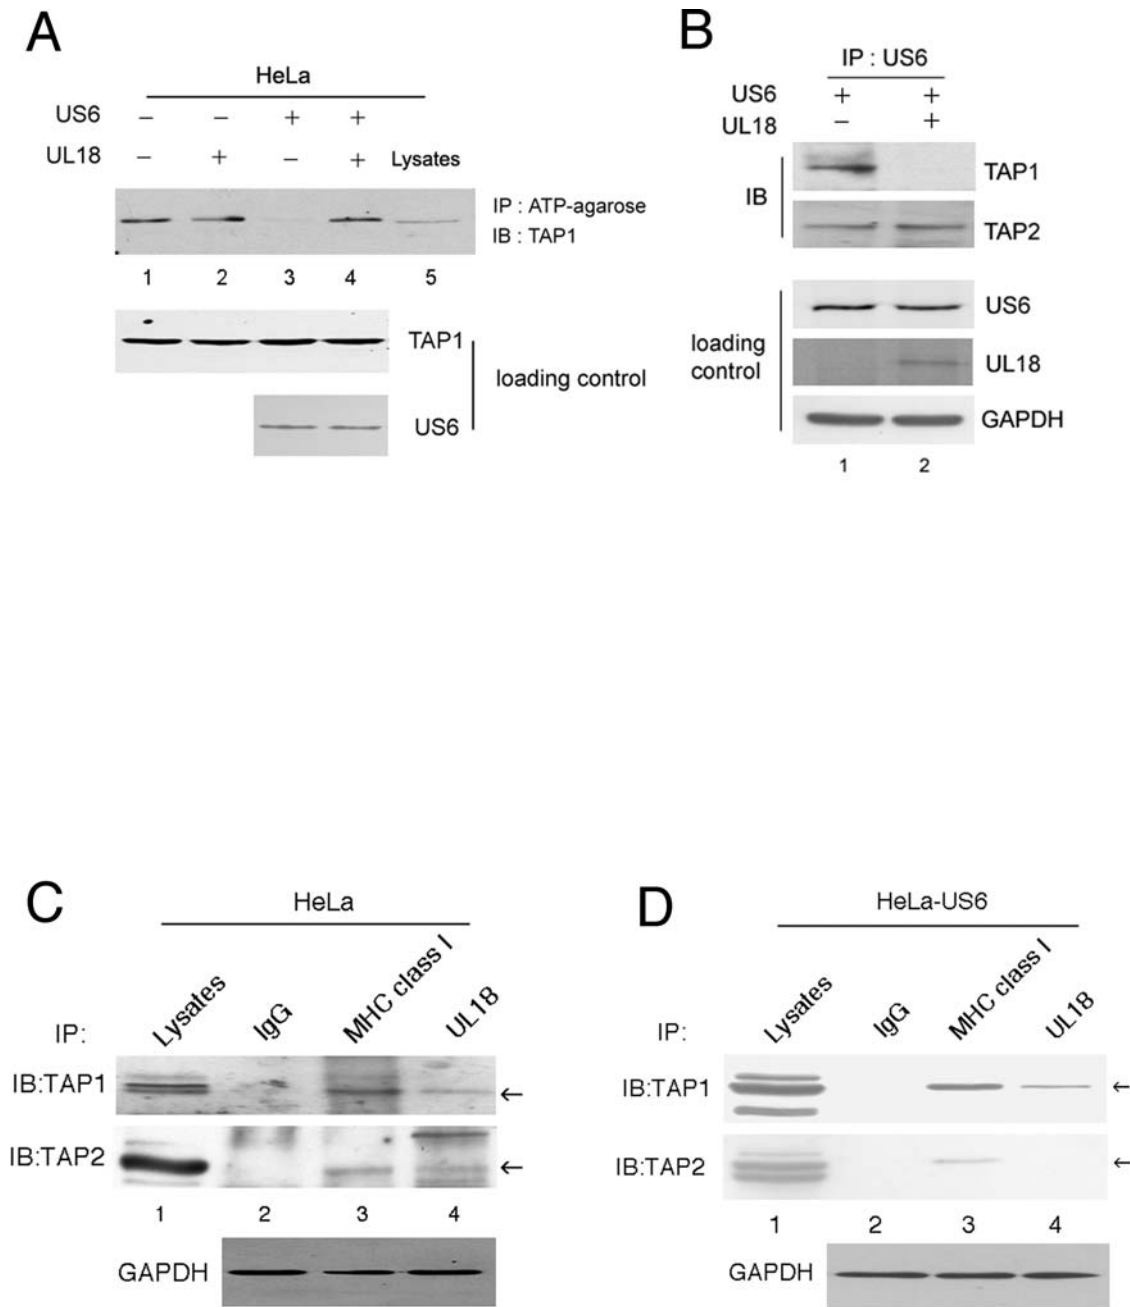 A
HeLa
US6 − − + +
UL18 − + − + Lysates
IP : ATP-agarose
IB : TAP1
1 2 3 4 5
TAP1
loading control
US6
B
IP : US6
US6 + +
UL18 − +
IB
TAP1
TAP2
loading
control
US6
UL18
GAPDH
1 2
C
HeLa
IP: Lysates IgG MHC class I UL18
IB:TAP1 ←
IB:TAP2 ←
1 2 3 4
GAPDH
D
HeLa-US6
IP: Lysates IgG MHC class I UL18
IB:TAP1 ←
IB:TAP2 ←
1 2 3 4
GAPDH